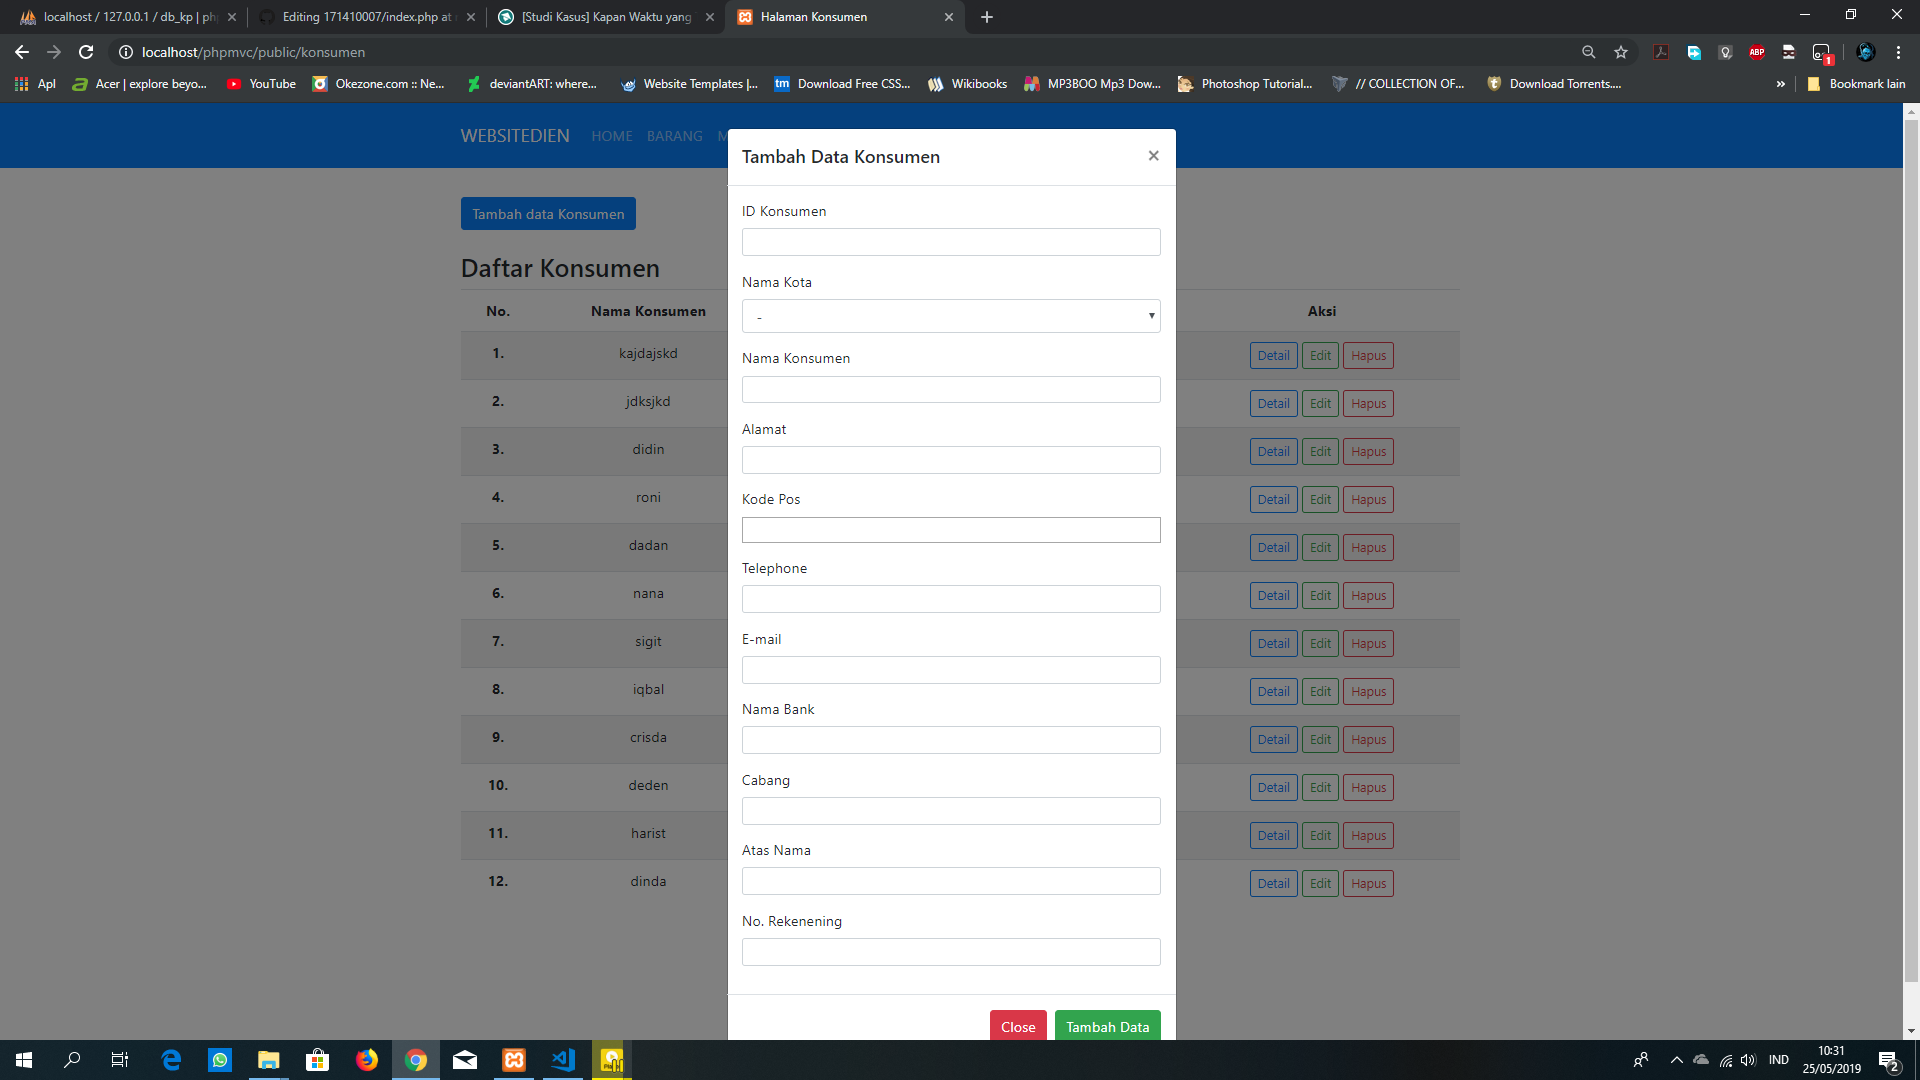 localhost / 127.0.0.1 / db_kp | ph
Editing 171410007/index.php at
[Studi Kasus] Kapan Waktu yang
Halaman Konsumen
localhost/phpmvc/public/konsumen
ABP
1
Apl
Acer | explore beyo...
YouTube
Okezone.com :: Ne...
deviantART: where...
Website Templates |...
tm
Download Free CSS...
Wikibooks
MP3BOO Mp3 Dow...
Photoshop Tutorial...
// COLLECTION OF...
Download Torrents....
»
Bookmark lain
WEBSITEDIEN
HOME
BARANG
M
Tambah data Konsumen
Daftar Konsumen
No.
Nama Konsumen
Aksi
1.
kajdajskd
Detail
Edit
Hapus
2.
jdksjkd
Detail
Edit
Hapus
3.
didin
Detail
Edit
Hapus
4.
roni
Detail
Edit
Hapus
5.
dadan
Detail
Edit
Hapus
6.
nana
Detail
Edit
Hapus
7.
sigit
Detail
Edit
Hapus
8.
iqbal
Detail
Edit
Hapus
9.
crisda
Detail
Edit
Hapus
10.
deden
Detail
Edit
Hapus
11.
harist
Detail
Edit
Hapus
12.
dinda
Detail
Edit
Hapus
Tambah Data Konsumen
×
ID Konsumen
Nama Kota
-
Nama Konsumen
Alamat
Kode Pos
Telephone
E-mail
Nama Bank
Cabang
Atas Nama
No. Rekenening
Close
Tambah Data
IND
10:31
25/05/2019
2